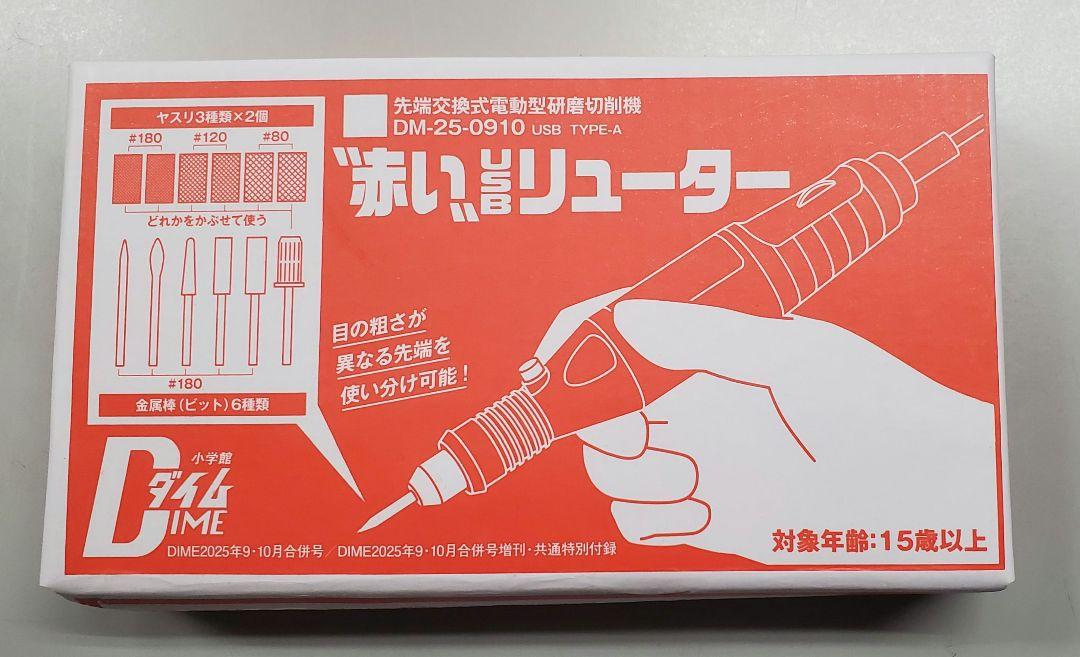 ヤスリ3種類×2個
#180 #120 #80
どれかをかぶせて使う
#180
金属棒（ビット）6種類
先端交換式電動型研磨切削機
DM-25-0910 USB TYPE-A
“赤い”USBリューター
目の粗さが
異なる先端を
使い分け可能！
小学館
Dダイム
DIME
DIME2025年9・10月合併号／DIME2025年9・10月合併号増刊・共通特別付録
対象年齢：15歳以上